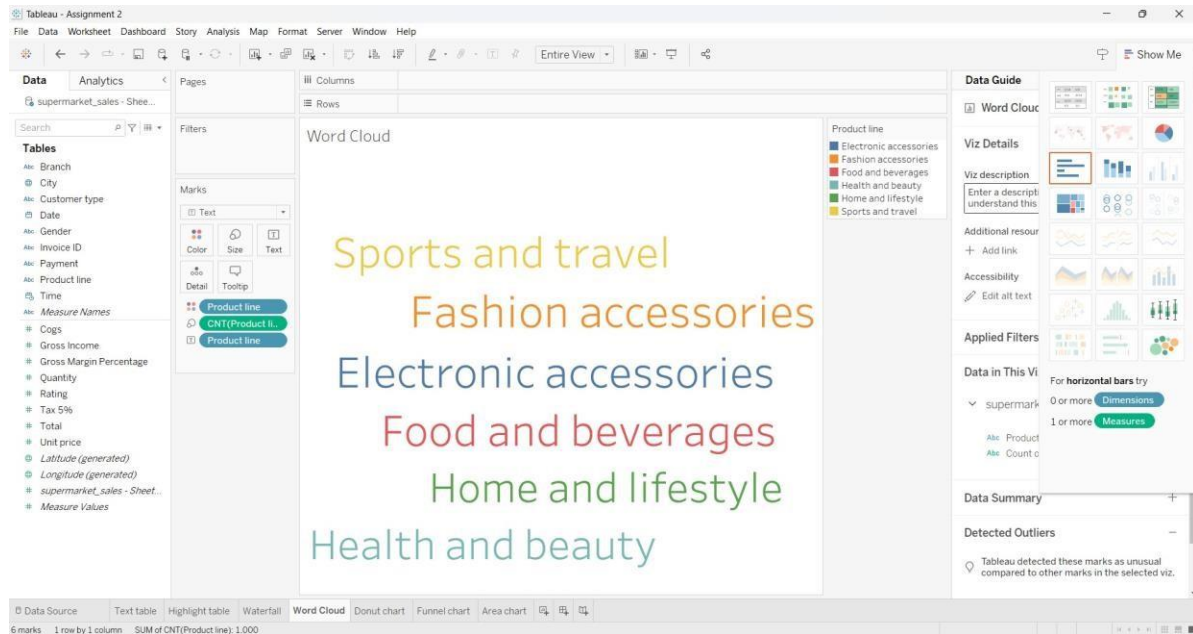 Tableau - Assignment 2
File Data Worksheet Dashboard Story Analysis Map Format Server Window Help
Entire View
Show Me
Data Analytics
supermarket_sales - Shee...
Search
Tables
Abc Branch
City
Abc Customer type
Date
Abc Gender
Abc Invoice ID
Abc Payment
Abc Product line
Time
Abc Measure Names
# Cogs
# Gross Income
# Gross Margin Percentage
# Quantity
# Rating
# Tax 5%
# Total
# Unit price
Latitude (generated)
Longitude (generated)
# supermarket_sales - Sheet...
# Measure Values
Pages
Filters
Marks
Text
Color Size Text
Detail Tooltip
Product line
CNT(Product li..
Product line
Columns
Rows
Word Cloud
Sports and travel
Fashion accessories
Electronic accessories
Food and beverages
Home and lifestyle
Health and beauty
Product line
Electronic accessories
Fashion accessories
Food and beverages
Health and beauty
Home and lifestyle
Sports and travel
Data Guide
Word Cloud
Viz Details
Viz description
Enter a descripti
understand this
Additional resour
+ Add link
Accessibility
Edit alt text
Applied Filters
Data in This Vi
supermark
Abc Product
Abc Count o
For horizontal bars try
0 or more Dimensions
1 or more Measures
Data Summary +
Detected Outliers −
Tableau detected these marks as unusual
compared to other marks in the selected viz.
Data Source Text table Highlight table Waterfall Word Cloud Donut chart Funnel chart Area chart
6 marks 1 row by 1 column SUM of CNT(Product line): 1.000